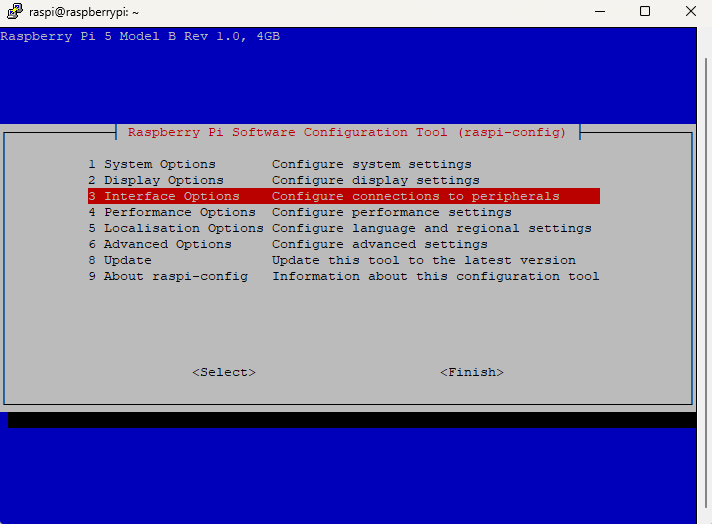 raspi@raspberrypi: ~
Raspberry Pi 5 Model B Rev 1.0, 4GB
Raspberry Pi Software Configuration Tool (raspi-config)
1 System Options Configure system settings
2 Display Options Configure display settings
3 Interface Options Configure connections to peripherals
4 Performance Options Configure performance settings
5 Localisation Options Configure language and regional settings
6 Advanced Options Configure advanced settings
8 Update Update this tool to the latest version
9 About raspi-config Information about this configuration tool
<Select> <Finish>